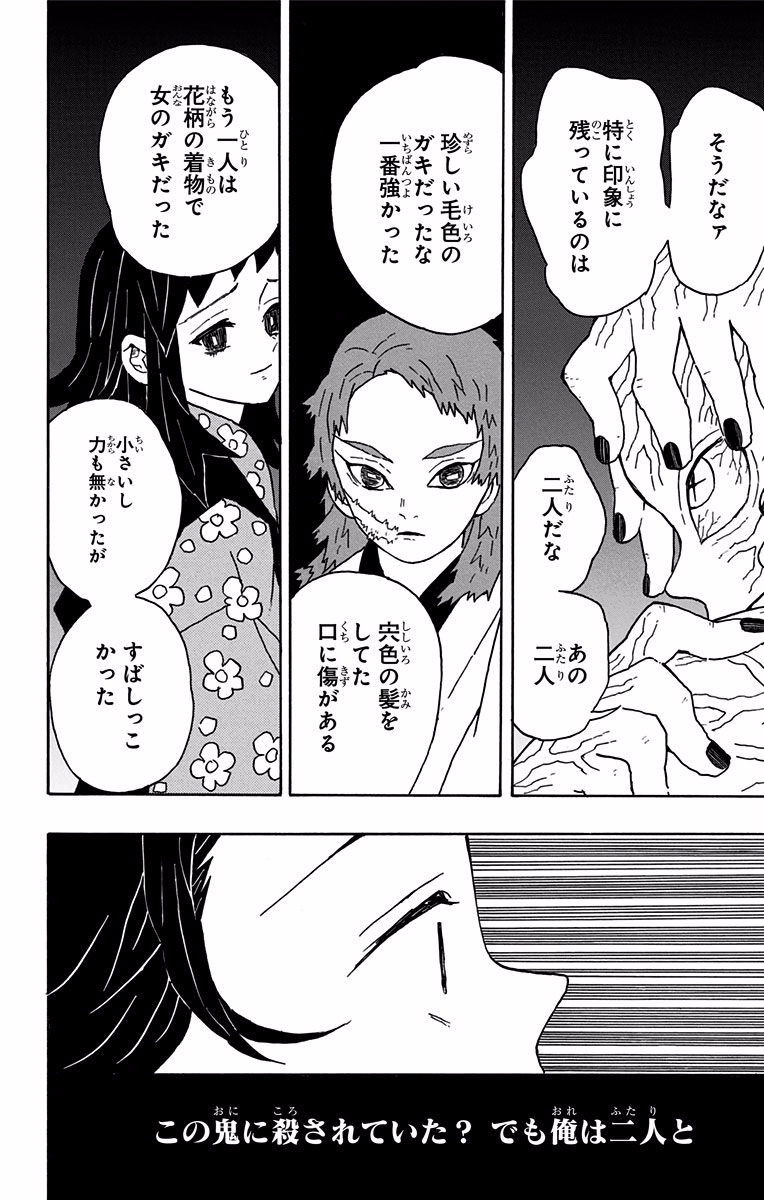 そうだなァ
特に印象に
残っているのは
二人だな
あの
二人
珍しい毛色の
ガキだったな
一番強かった
宍色の髪を
してた
口に傷がある
もう一人は
花柄の着物で
女のガキだった
小さいし
力も無かったが
すばしっこ
かった
この鬼に殺されていた？ でも俺は二人と